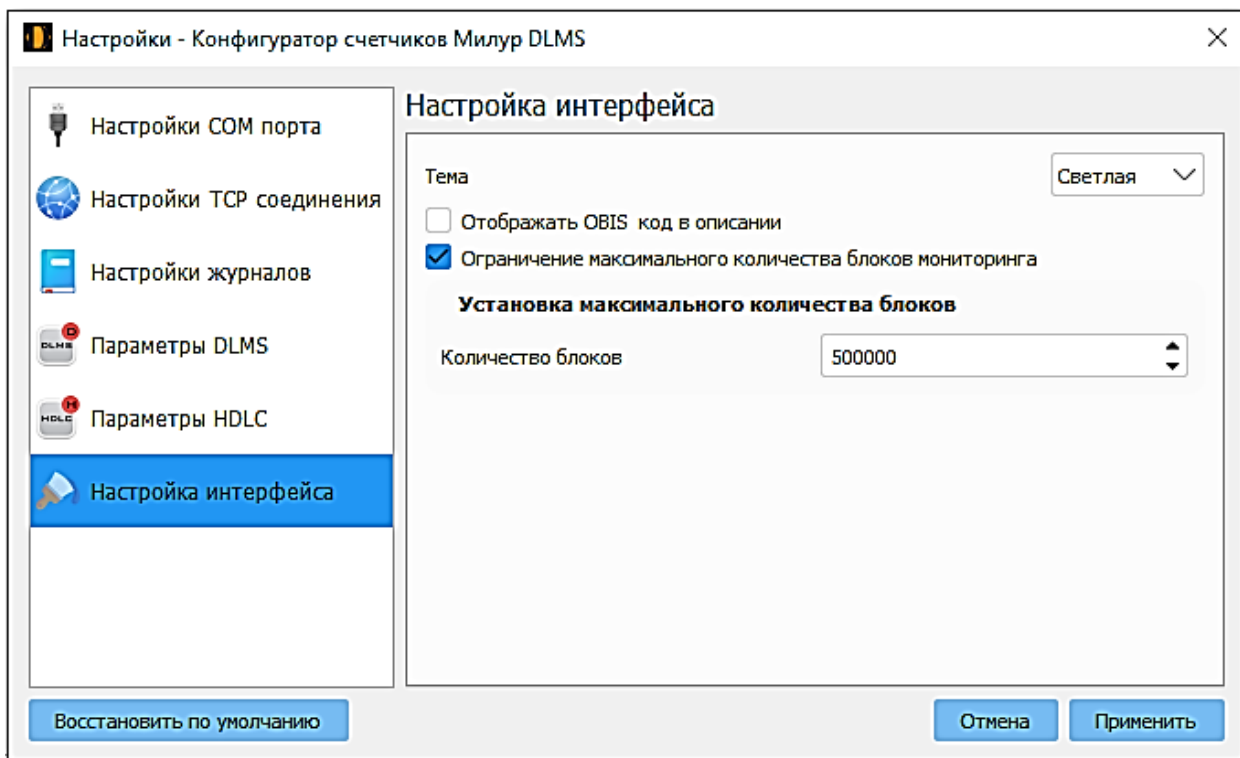 Настройки - Конфигуратор счетчиков Милур DLMS
Настройки COM порта
Настройки TCP соединения
Настройки журналов
DLMS
D
Параметры DLMS
HDLC
H
Параметры HDLC
Настройка интерфейса
Настройка интерфейса
Тема
Светлая
Отображать OBIS код в описании
Ограничение максимального количества блоков мониторинга
Установка максимального количества блоков
Количество блоков
500000
Восстановить по умолчанию
Отмена
Применить